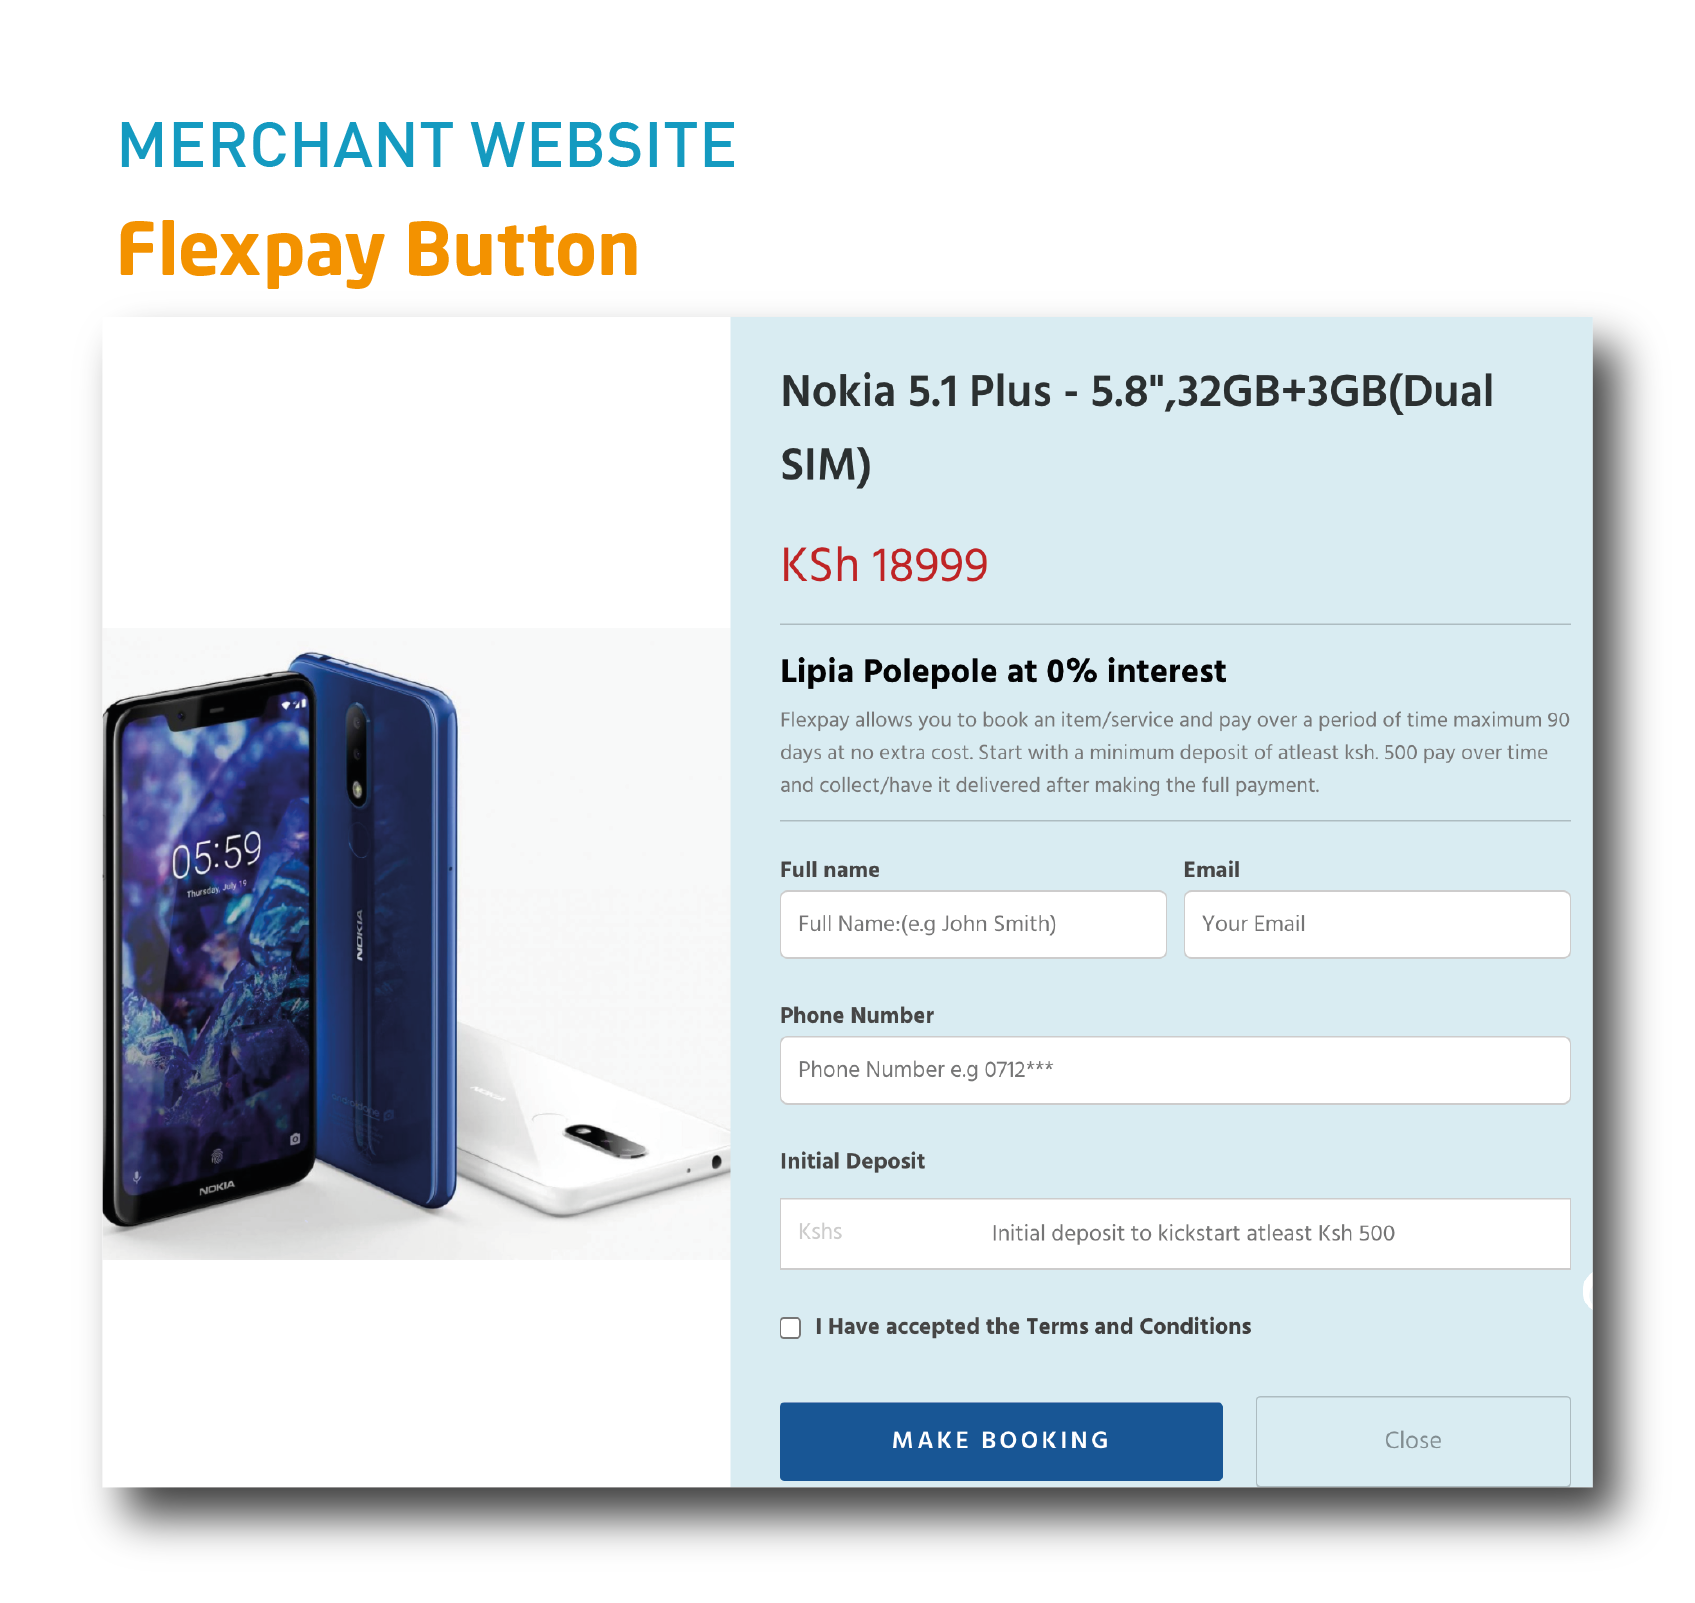 MERCHANT WEBSITE
Flexpay Button
Nokia 5.1 Plus - 5.8",32GB+3GB(Dual
SIM)
KSh 18999
Lipia Polepole at 0% interest
Flexpay allows you to book an item/service and pay over a period of time maximum 90
days at no extra cost. Start with a minimum deposit of atleast ksh. 500 pay over time
and collect/have it delivered after making the full payment.
Full name
Email
Full Name:(e.g John Smith)
Your Email
Phone Number
Phone Number e.g 0712***
Initial Deposit
Kshs
Initial deposit to kickstart atleast Ksh 500
I Have accepted the Terms and Conditions
MAKE BOOKING
Close
05:59
Thursday, July 19
NOKIA
NOKIA
NOKIA